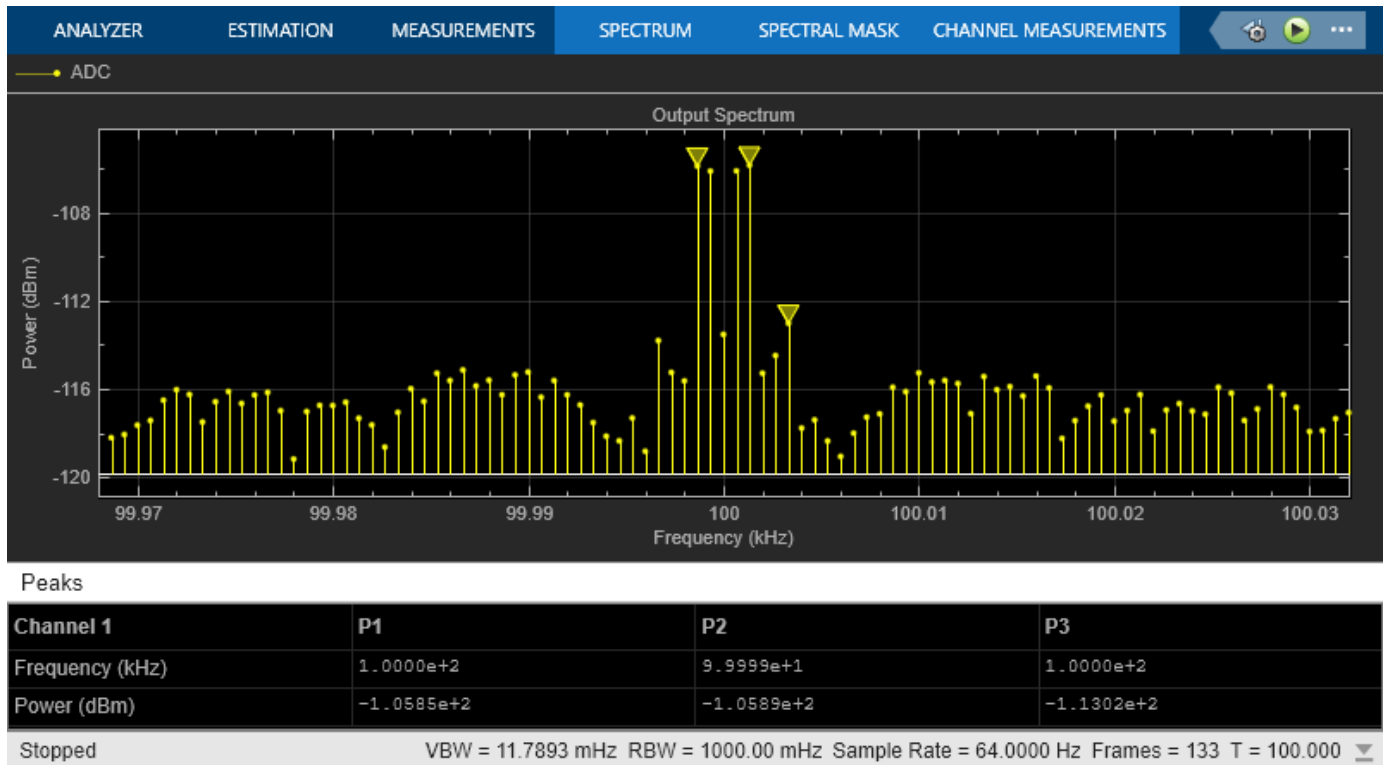 ANALYZER ESTIMATION MEASUREMENTS SPECTRUM SPECTRAL MASK CHANNEL MEASUREMENTS
ADC
Output Spectrum
-108
-112
-116
-120
Power (dBm)
99.97 99.98 99.99 100 100.01 100.02 100.03
Frequency (kHz)
Peaks
Channel 1 P1 P2 P3
Frequency (kHz) 1.0000e+2 9.9999e+1 1.0000e+2
Power (dBm) -1.0585e+2 -1.0589e+2 -1.1302e+2
Stopped VBW = 11.7893 mHz RBW = 1000.00 mHz Sample Rate = 64.0000 Hz Frames = 133 T = 100.000